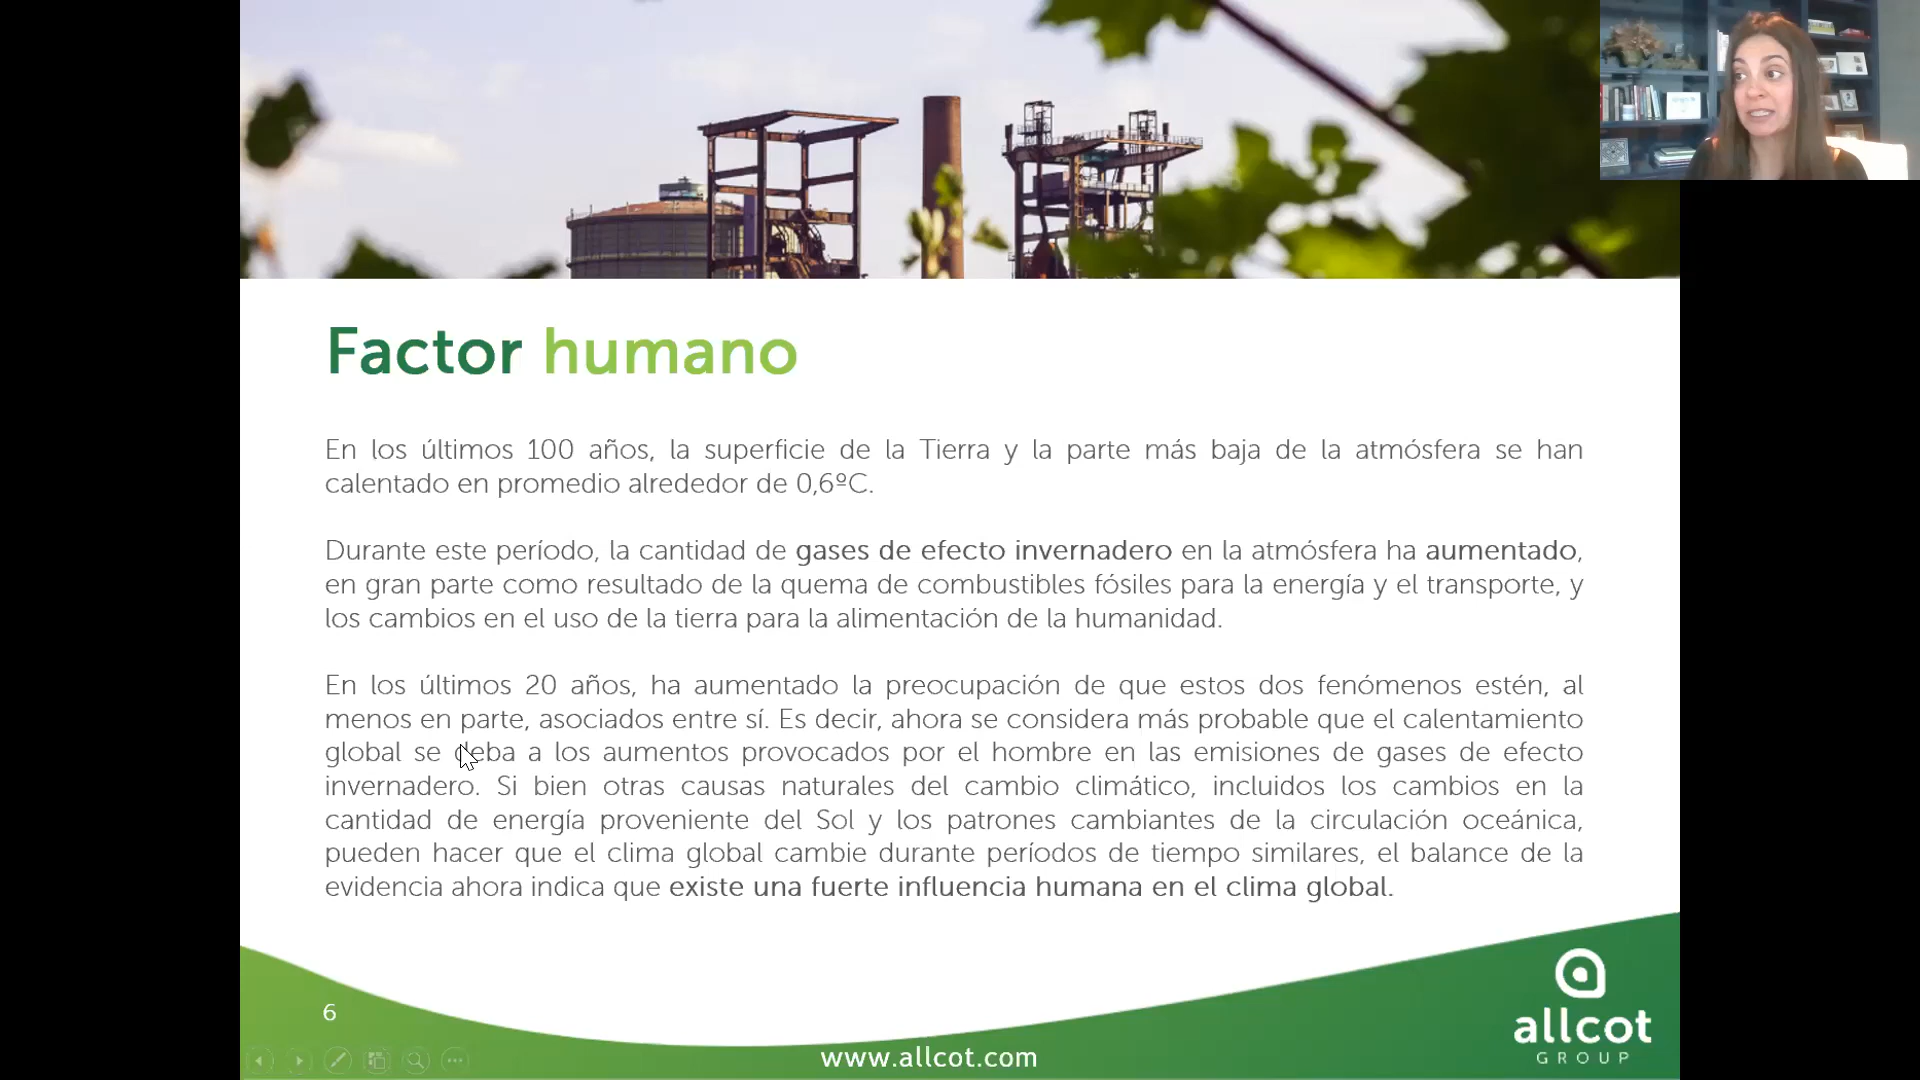 Factor humano
En los últimos 100 años, la superficie de la Tierra y la parte más baja de la atmósfera se han
calentado en promedio alrededor de 0,6ºC.
Durante este período, la cantidad de gases de efecto invernadero en la atmósfera ha aumentado,
en gran parte como resultado de la quema de combustibles fósiles para la energía y el transporte, y
los cambios en el uso de la tierra para la alimentación de la humanidad.
En los últimos 20 años, ha aumentado la preocupación de que estos dos fenómenos estén, al
menos en parte, asociados entre sí. Es decir, ahora se considera más probable que el calentamiento
global se deba a los aumentos provocados por el hombre en las emisiones de gases de efecto
invernadero. Si bien otras causas naturales del cambio climático, incluidos los cambios en la
cantidad de energía proveniente del Sol y los patrones cambiantes de la circulación oceánica,
pueden hacer que el clima global cambie durante períodos de tiempo similares, el balance de la
evidencia ahora indica que existe una fuerte influencia humana en el clima global.
6
www.allcot.com
allcot
GROUP